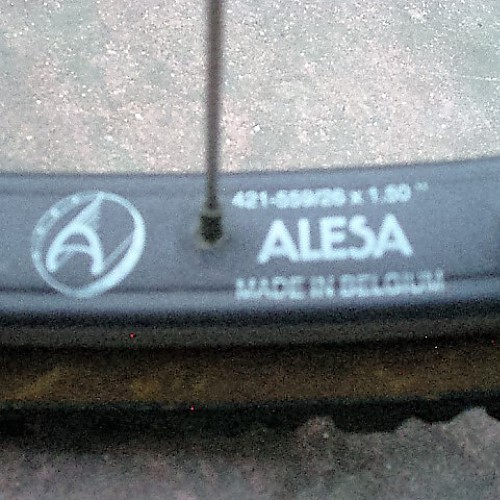 A
421-559/26 x 1.50 "
ALESA
MADE IN BELGIUM